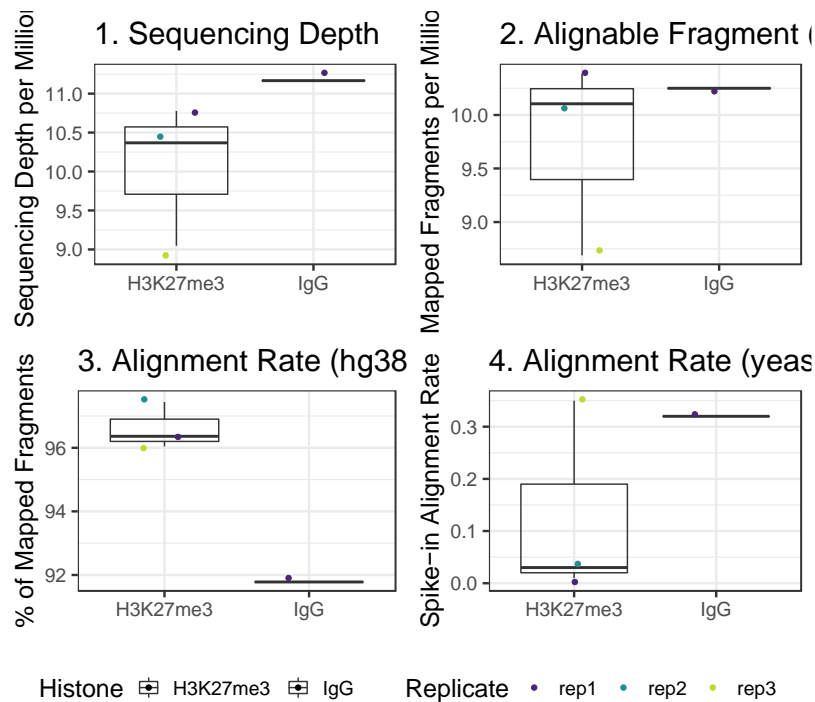 1. Sequencing Depth
Sequencing Depth per Million
11.0
10.5
10.0
9.5
9.0
H3K27me3 IgG
2. Alignable Fragment (
Mapped Fragments per Millio
10.0
9.5
9.0
H3K27me3 IgG
3. Alignment Rate (hg38
% of Mapped Fragments
96
94
92
H3K27me3 IgG
4. Alignment Rate (yeas
Spike−in Alignment Rate
0.3
0.2
0.1
0.0
H3K27me3 IgG
Histone H3K27me3 IgG Replicate rep1 rep2 rep3